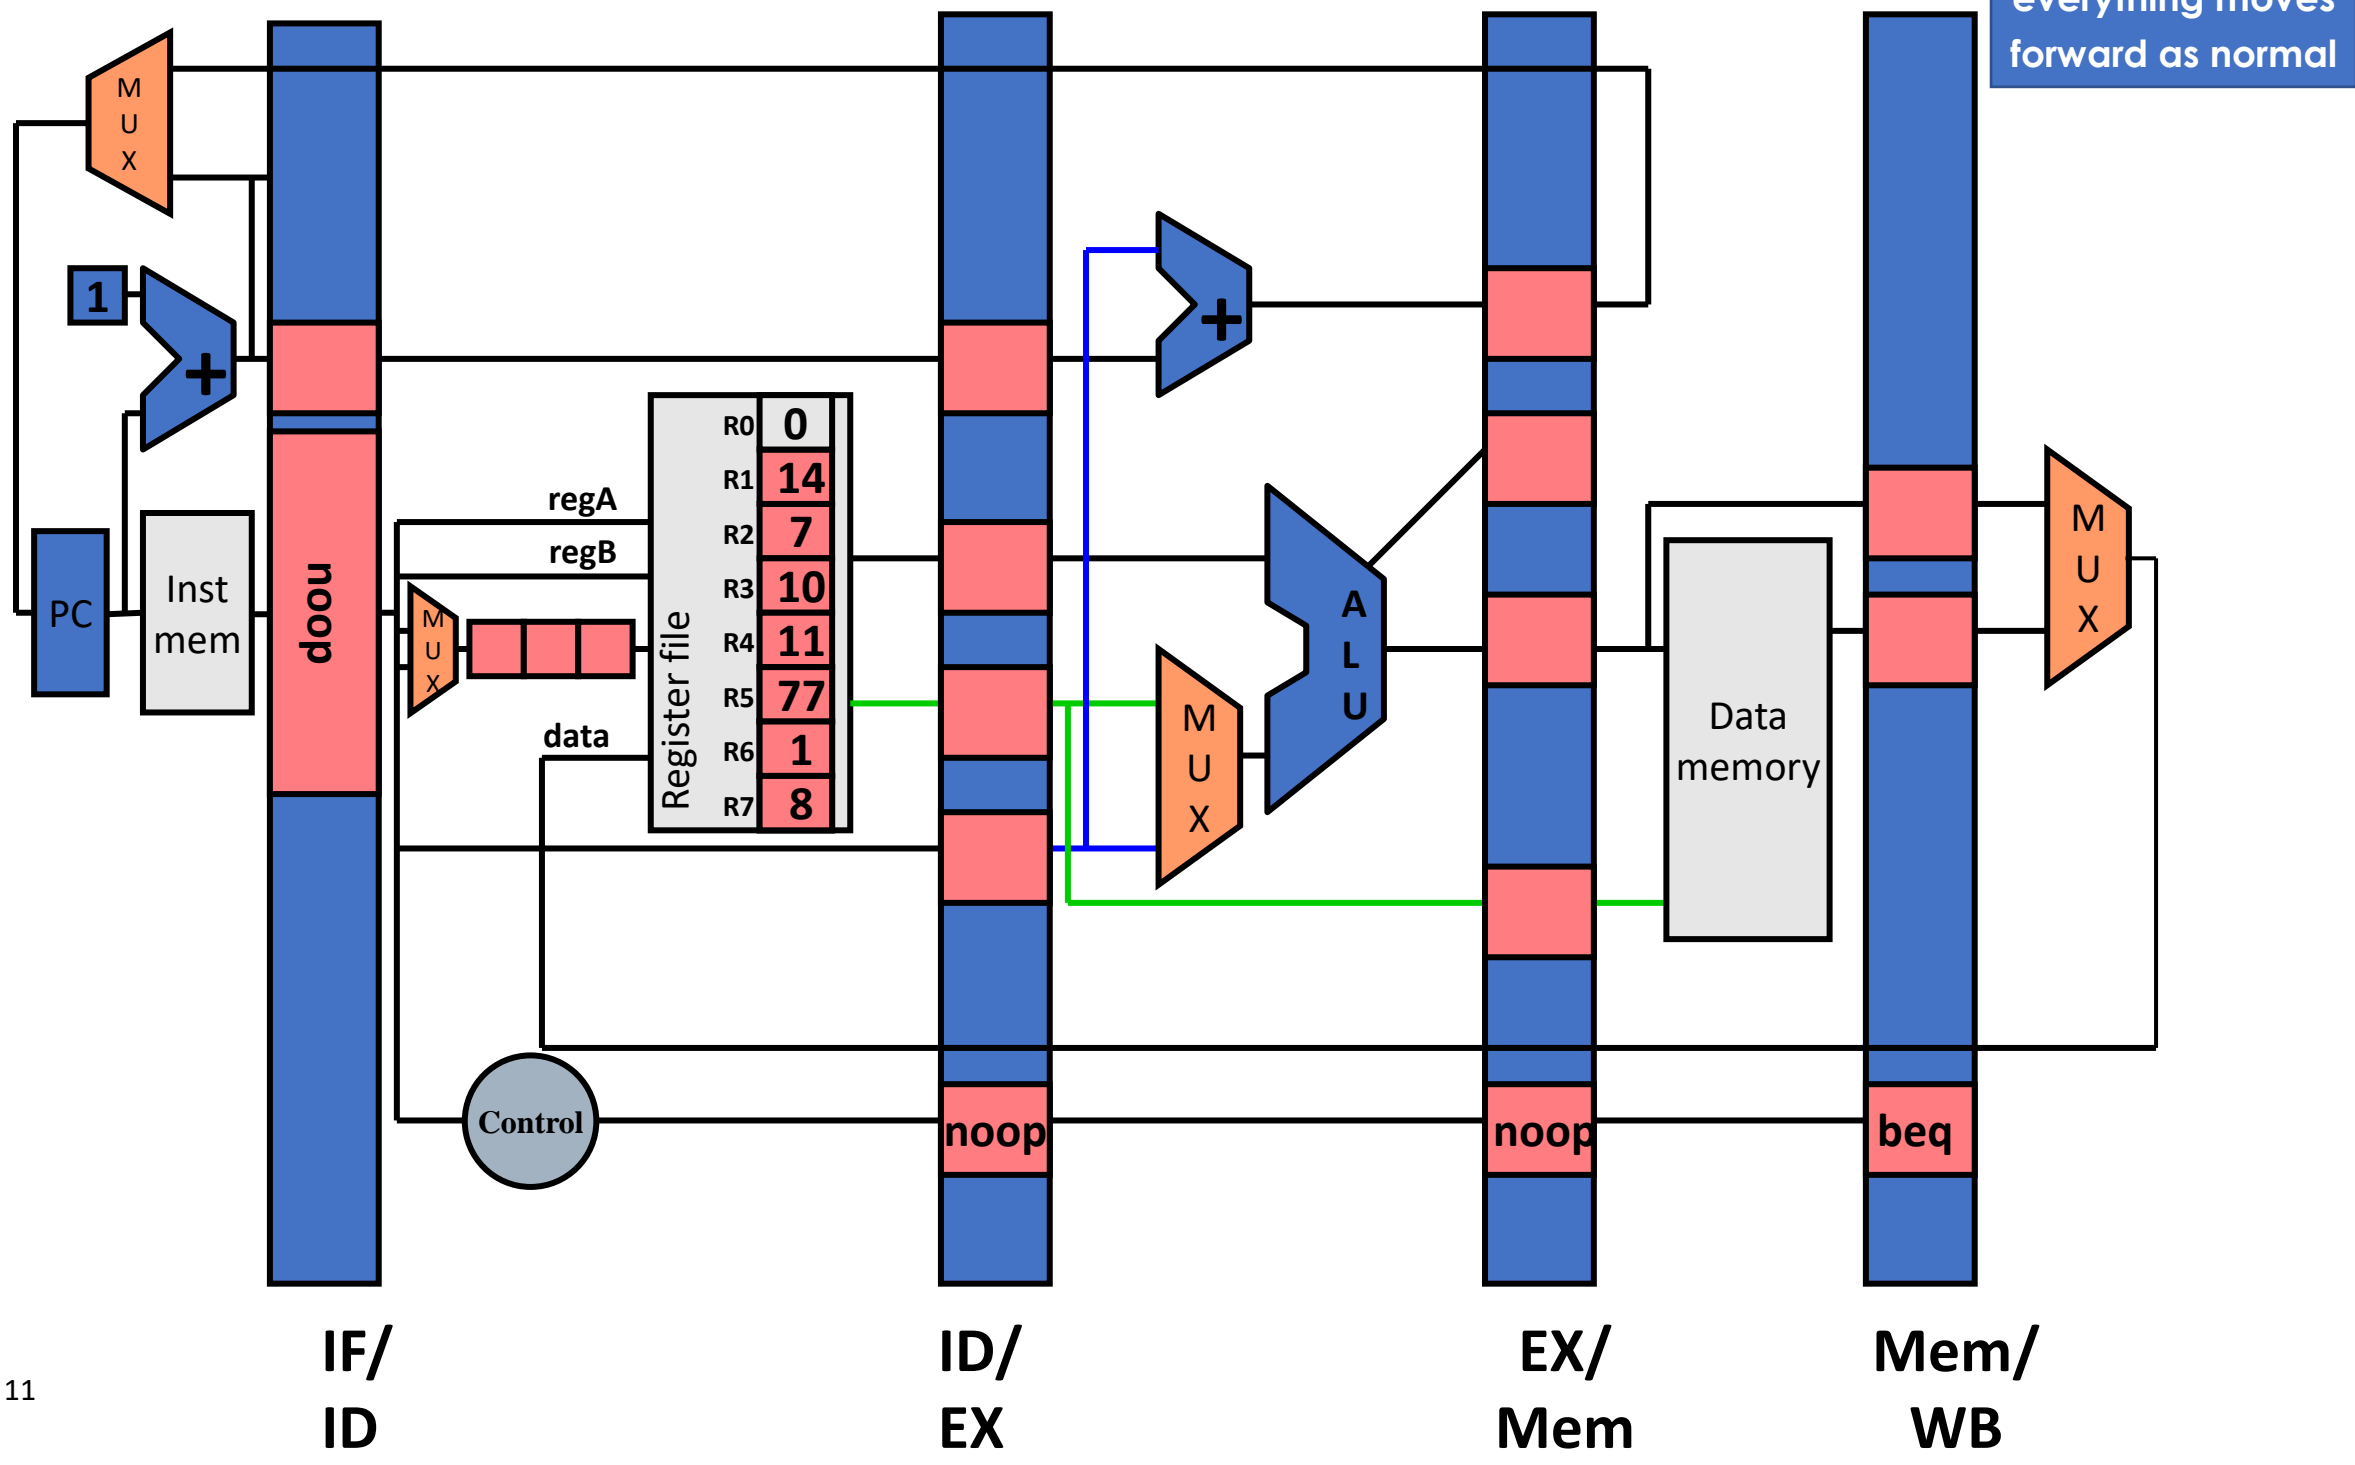 everything moves
forward as normal
M
U
X
1
+
+
R0 0
R1 14
R2 7
R3 10
R4 11
R5 77
R6 1
R7 8
Register file
regA
regB
data
PC
Inst
mem
noop
M
U
X
M
U
X
A
L
U
Data
memory
M
U
X
Control
noop
noop
beq
IF/
ID
ID/
EX
EX/
Mem
Mem/
WB
11